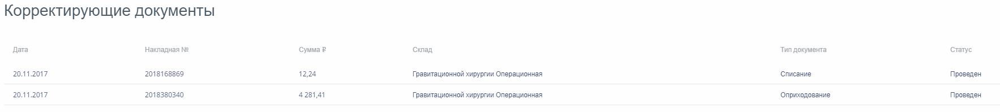 Корректирующие документы
Дата Накладная № Сумма ₽ Склад Тип документа Статус
20.11.2017 2018168869 12,24 Гравитационной хирургии Операционная Списание Проведен
20.11.2017 2018380340 4 281,41 Гравитационной хирургии Операционная Оприходование Проведен